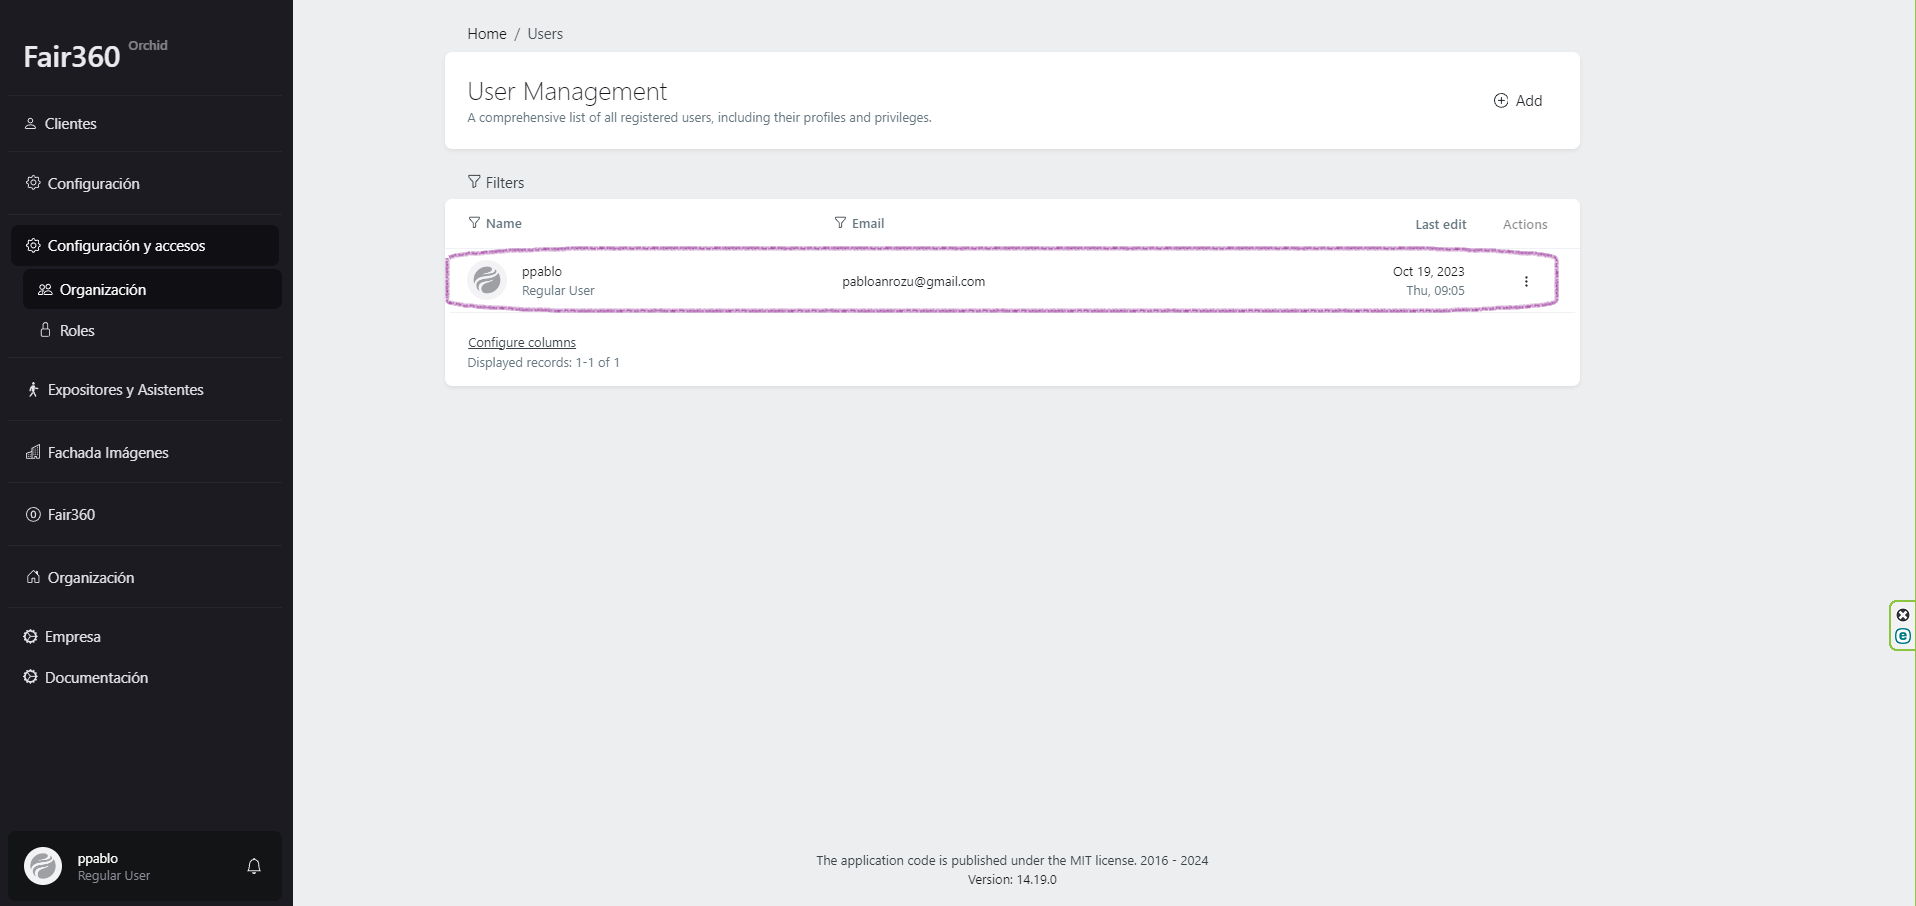 Fair360 Orchid
Clientes
Configuración
Configuración y accesos
Organización
Roles
Expositores y Asistentes
Fachada Imágenes
Fair360
Organización
Empresa
Documentación
ppablo
Regular User
Home / Users
User Management
A comprehensive list of all registered users, including their profiles and privileges.
Add
Filters
Name Email Last edit Actions
ppablo
Regular User
pabloanrozu@gmail.com
Oct 19, 2023
Thu, 09:05
Configure columns
Displayed records: 1-1 of 1
The application code is published under the MIT license. 2016 - 2024
Version: 14.19.0